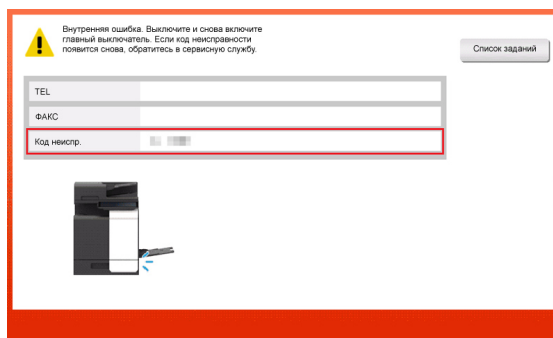 Внутренняя ошибка. Выключите и снова включите
главный выключатель. Если код неисправности
появится снова, обратитесь в сервисную службу.
Список заданий
TEL
ФАКС
Код неиспр.